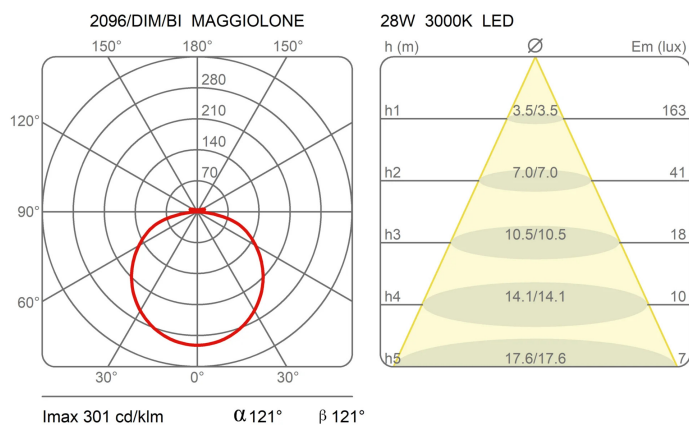 2096/DIM/BI MAGGIOLONE
150° 180° 150°
280
210
120°
140
70
90°
60°
30° 0° 30°
Imax 301 cd/klm α 121° β 121°
28W 3000K LED
h (m) Ø Em (lux)
h1 3.5/3.5 163
h2 7.0/7.0 41
h3 10.5/10.5 18
h4 14.1/14.1 10
h5 17.6/17.6 7